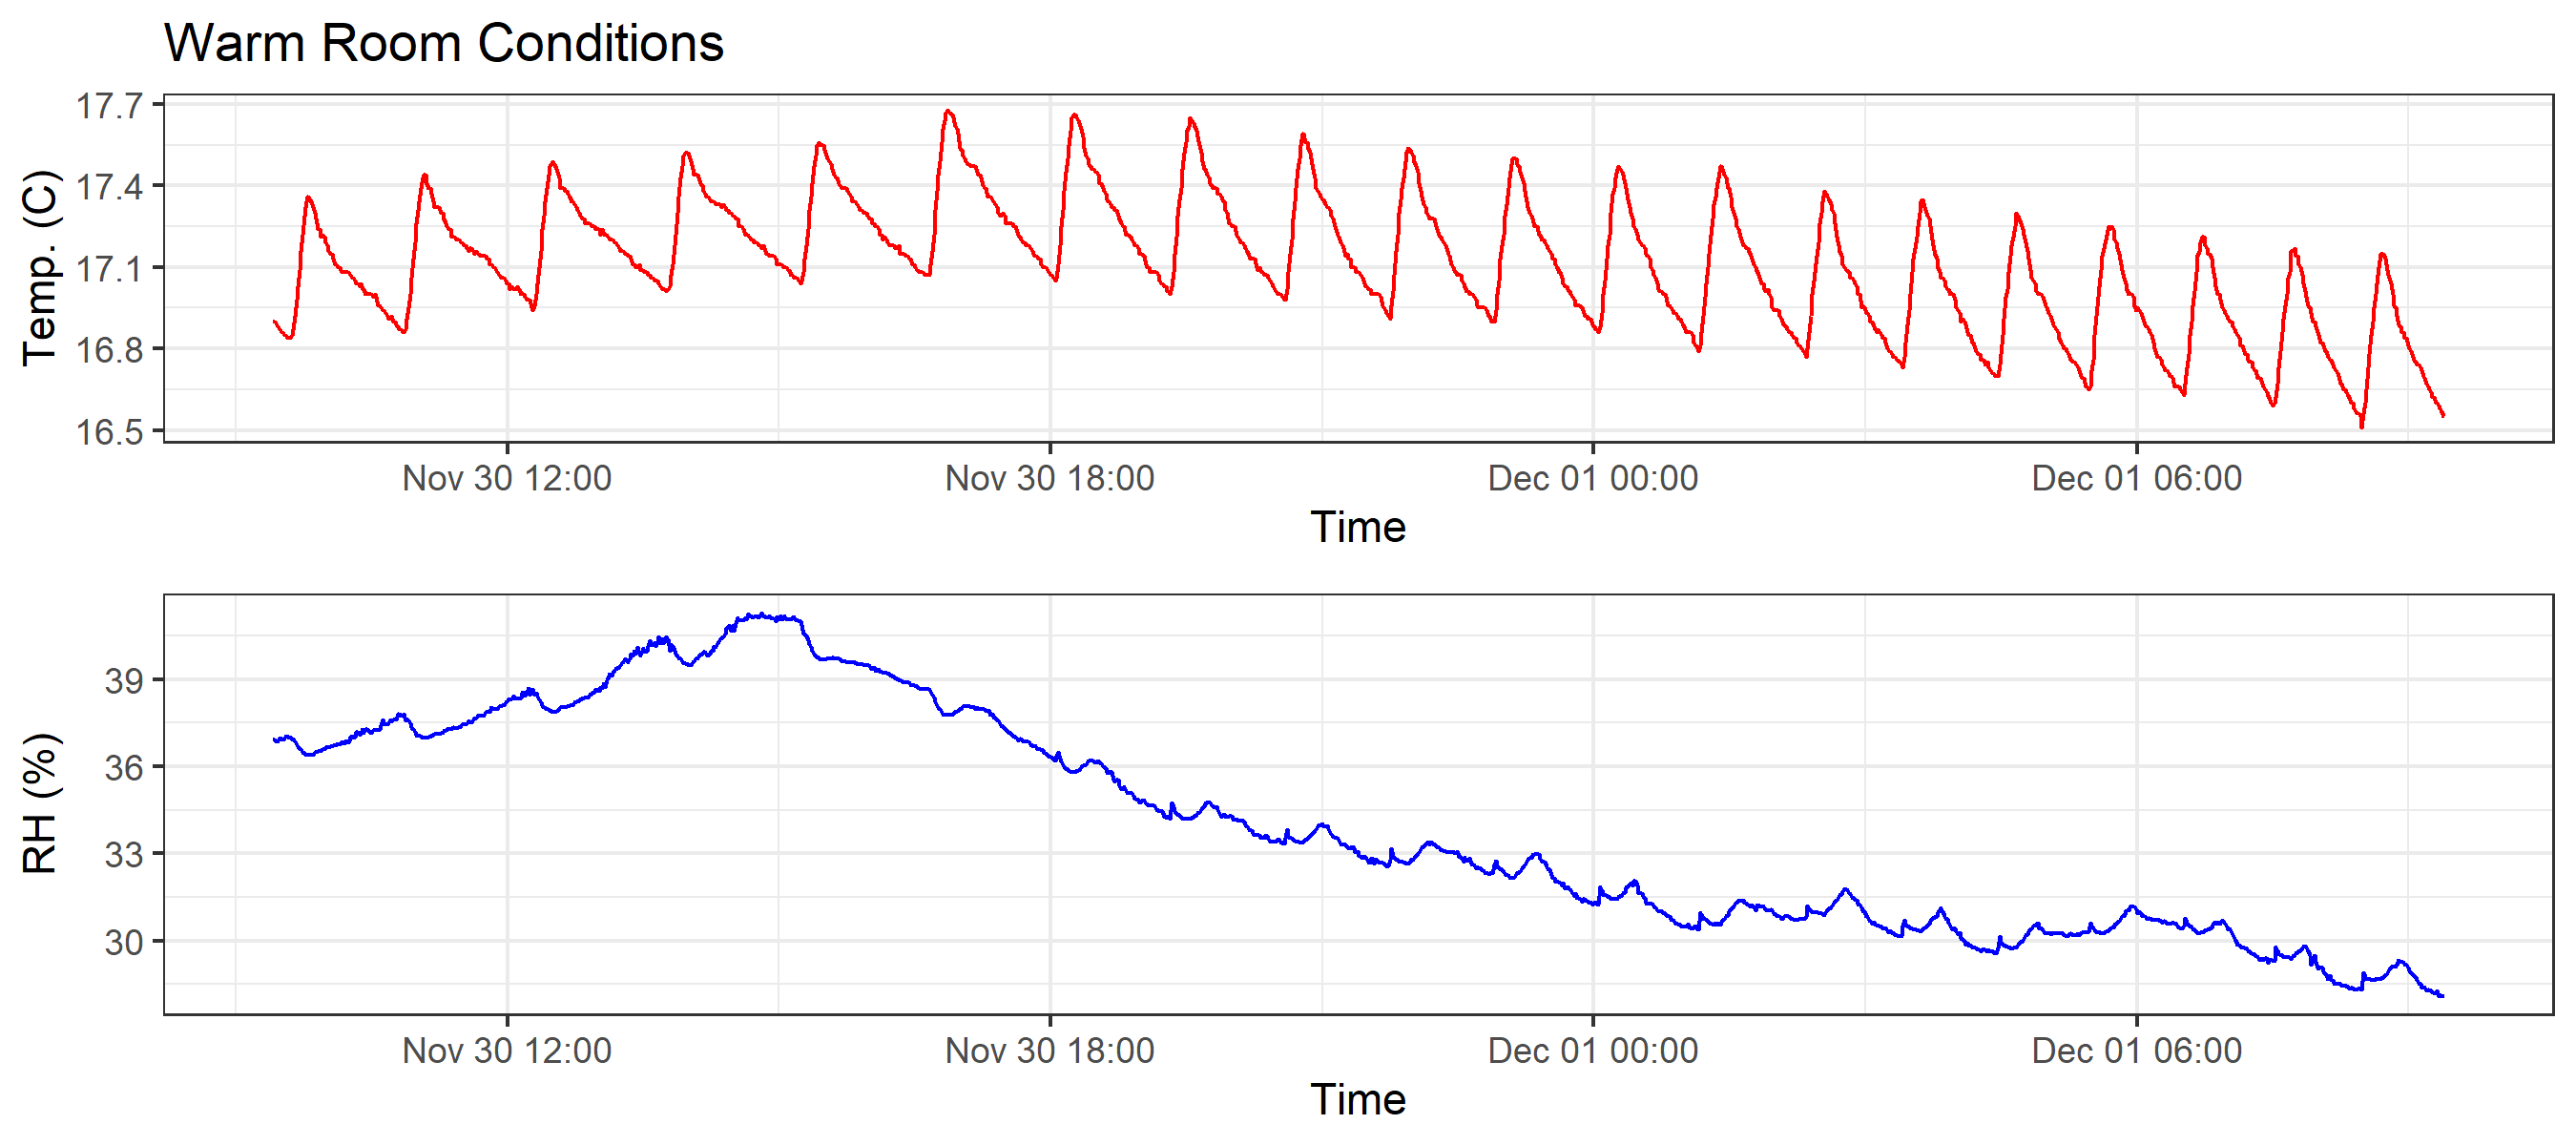 Warm Room Conditions
Temp. (C)
17.7
17.4
17.1
16.8
16.5
Nov 30 12:00 Nov 30 18:00 Dec 01 00:00 Dec 01 06:00
Time
RH (%)
39
36
33
30
Nov 30 12:00 Nov 30 18:00 Dec 01 00:00 Dec 01 06:00
Time